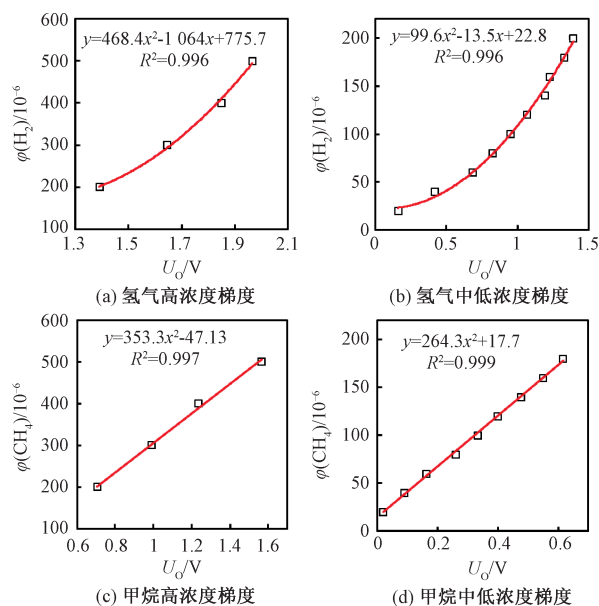 y=468.4x²-1 064x+775.7
R²=0.996
600
500
400
300
200
100
1.3 1.5 1.7 1.9 2.1
φ(H₂)/10⁻⁶
U_O/V
(a) 氢气高浓度梯度
y=99.6x²-13.5x+22.8
R²=0.996
200
150
100
50
0
0 0.5 1 1.5
φ(H₂)/10⁻⁶
U_O/V
(b) 氢气中低浓度梯度
y=353.3x²-47.13
R²=0.997
600
500
400
300
200
100
0.6 0.8 1 1.2 1.4 1.6
φ(CH₄)/10⁻⁶
U_O/V
(c) 甲烷高浓度梯度
y=264.3x²+17.7
R²=0.999
200
150
100
50
0
0 0.2 0.4 0.6
φ(CH₄)/10⁻⁶
U_O/V
(d) 甲烷中低浓度梯度